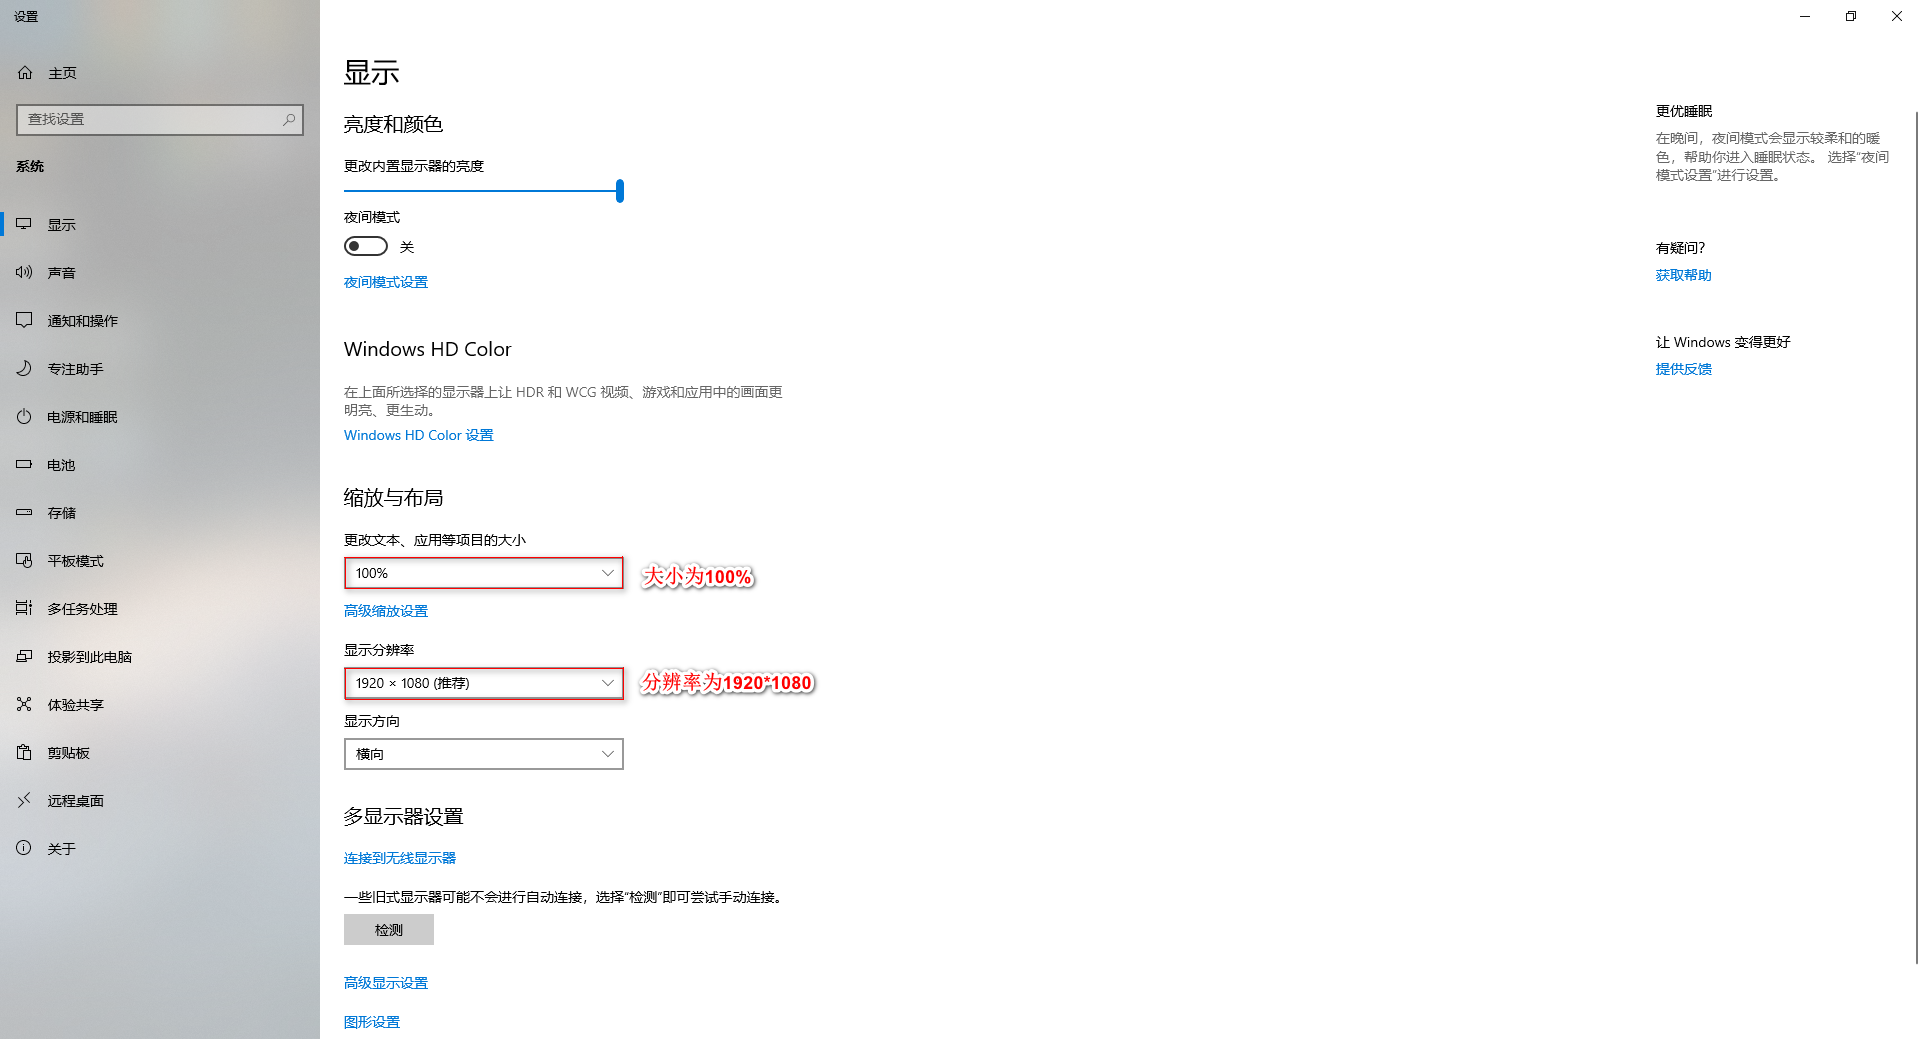 设置
主页
查找设置
系统
显示
声音
通知和操作
专注助手
电源和睡眠
电池
存储
平板模式
多任务处理
投影到此电脑
体验共享
剪贴板
远程桌面
关于
显示
亮度和颜色
更改内置显示器的亮度
夜间模式
关
夜间模式设置
Windows HD Color
在上面所选择的显示器上让 HDR 和 WCG 视频、游戏和应用中的画面更
明亮、更生动。
Windows HD Color 设置
缩放与布局
更改文本、应用等项目的大小
100%
大小为100%
高级缩放设置
显示分辨率
1920 × 1080 (推荐)
分辨率为1920*1080
显示方向
横向
多显示器设置
连接到无线显示器
一些旧式显示器可能不会进行自动连接，选择“检测”即可尝试手动连接。
检测
高级显示设置
图形设置
更优睡眠
在晚间，夜间模式会显示较柔和的暖
色，帮助你进入睡眠状态。 选择“夜间
模式设置”进行设置。
有疑问?
获取帮助
让 Windows 变得更好
提供反馈